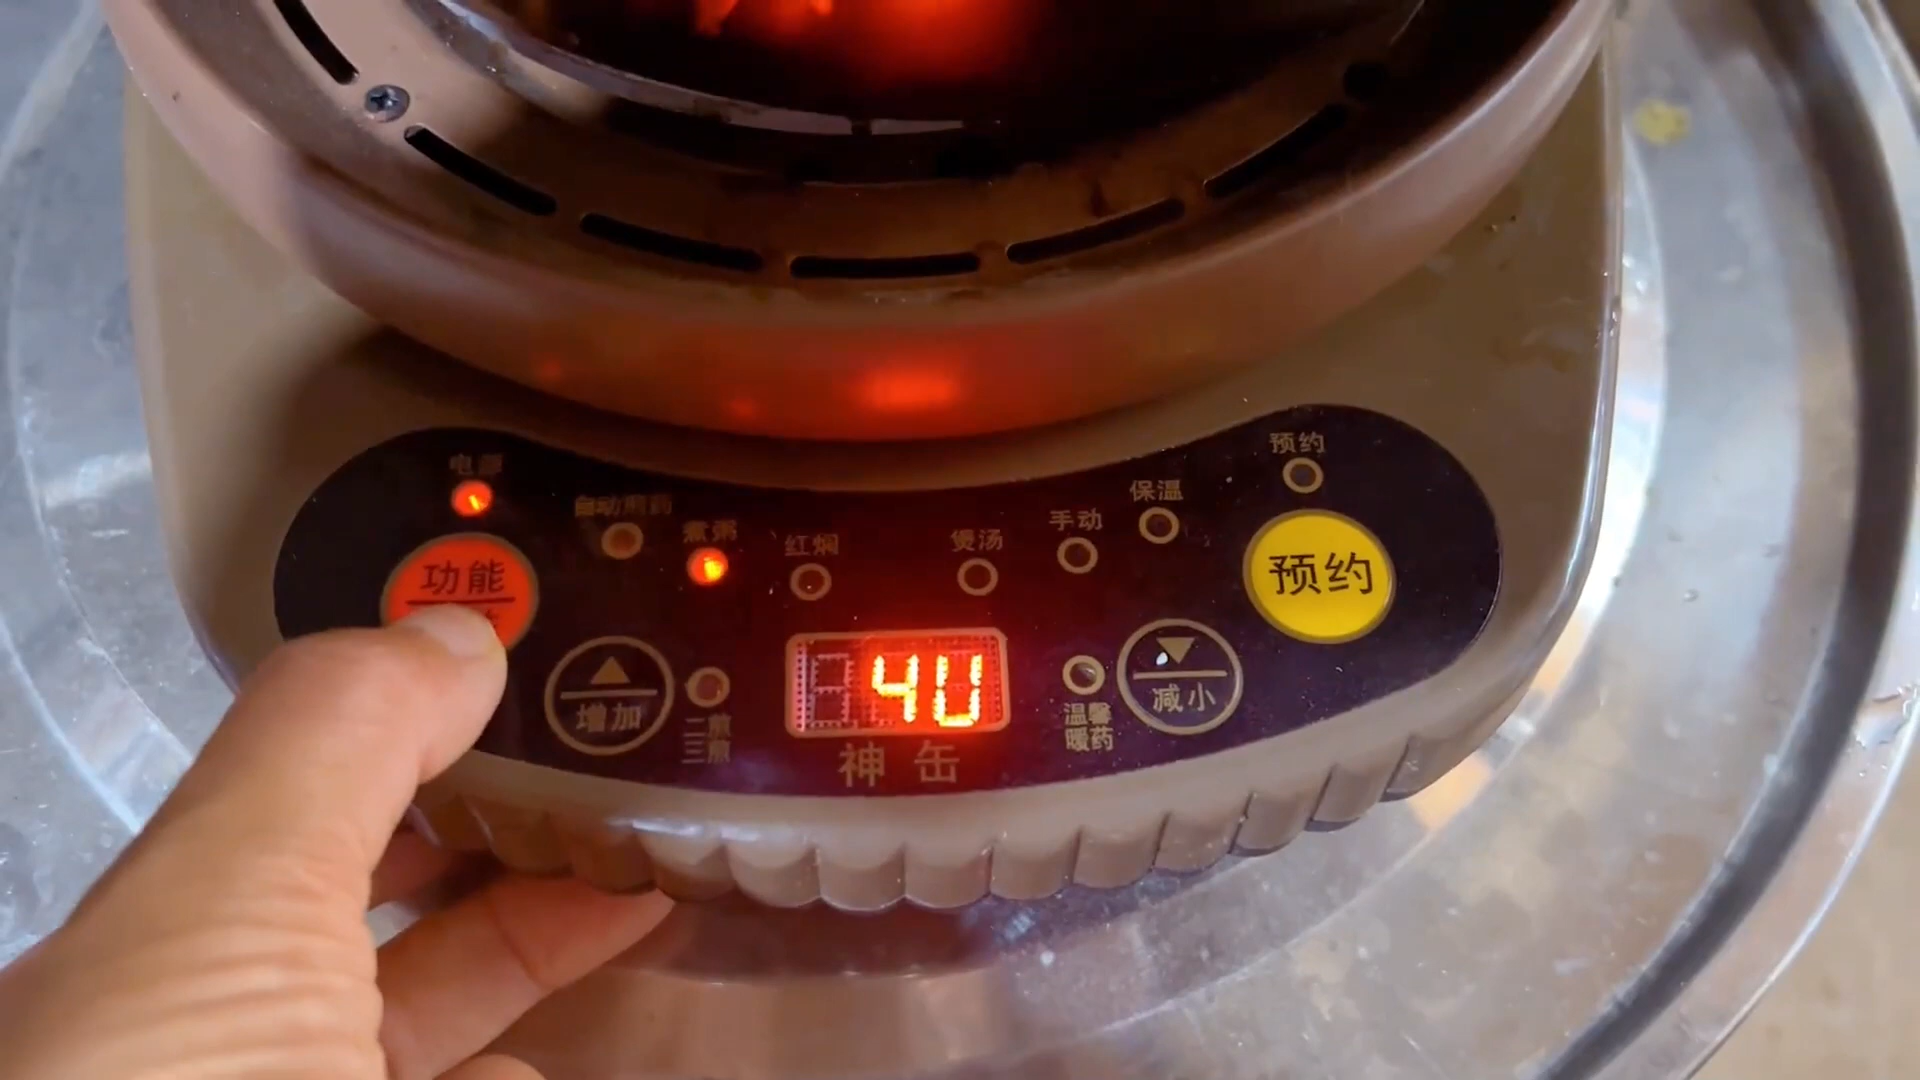 电源
自动煎药
煮粥
红焖
煲汤
手动
保温
预约
功能
预约
增加
二煎
三煎
40
温馨
暖药
减小
神缶